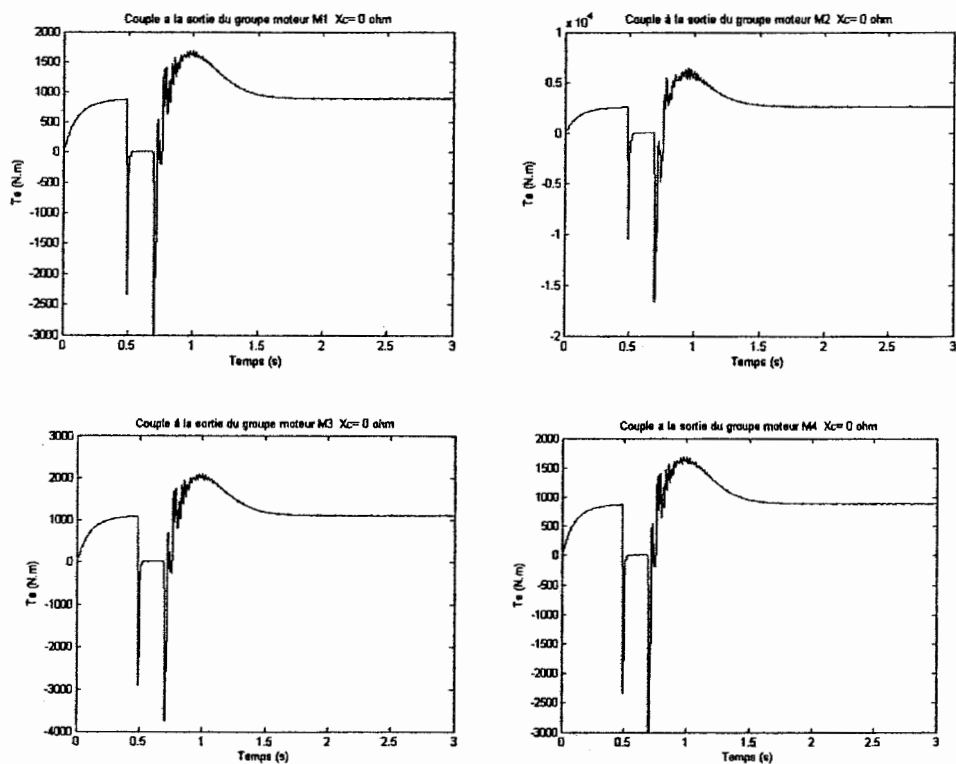 Couple a la sortie du groupe moteur M1 Xc= 0 ohm
2000
1500
1000
500
0
-500
-1000
-1500
-2000
-2500
-3000
Te (N.m)
0 0.5 1 1.5 2 2.5 3
Temps (s)
x 10^4
Couple à la sortie du groupe moteur M2 Xc= 0 ohm
1
0.5
0
-0.5
-1
-1.5
-2
Te (N.m)
0 0.5 1 1.5 2 2.5 3
Temps (s)
Couple á la sortie du groupe moteur M3 Xc= 0 ohm
3000
2000
1000
0
-1000
-2000
-3000
-4000
Te (N.m)
0 0.5 1 1.5 2 2.5 3
Temps (s)
Couple a la sortie du groupe moteur M4 Xc= 0 ohm
2000
1500
1000
500
0
-500
-1000
-1500
-2000
-2500
-3000
Te (N.m)
0 0.5 1 1.5 2 2.5 3
Temps (s)